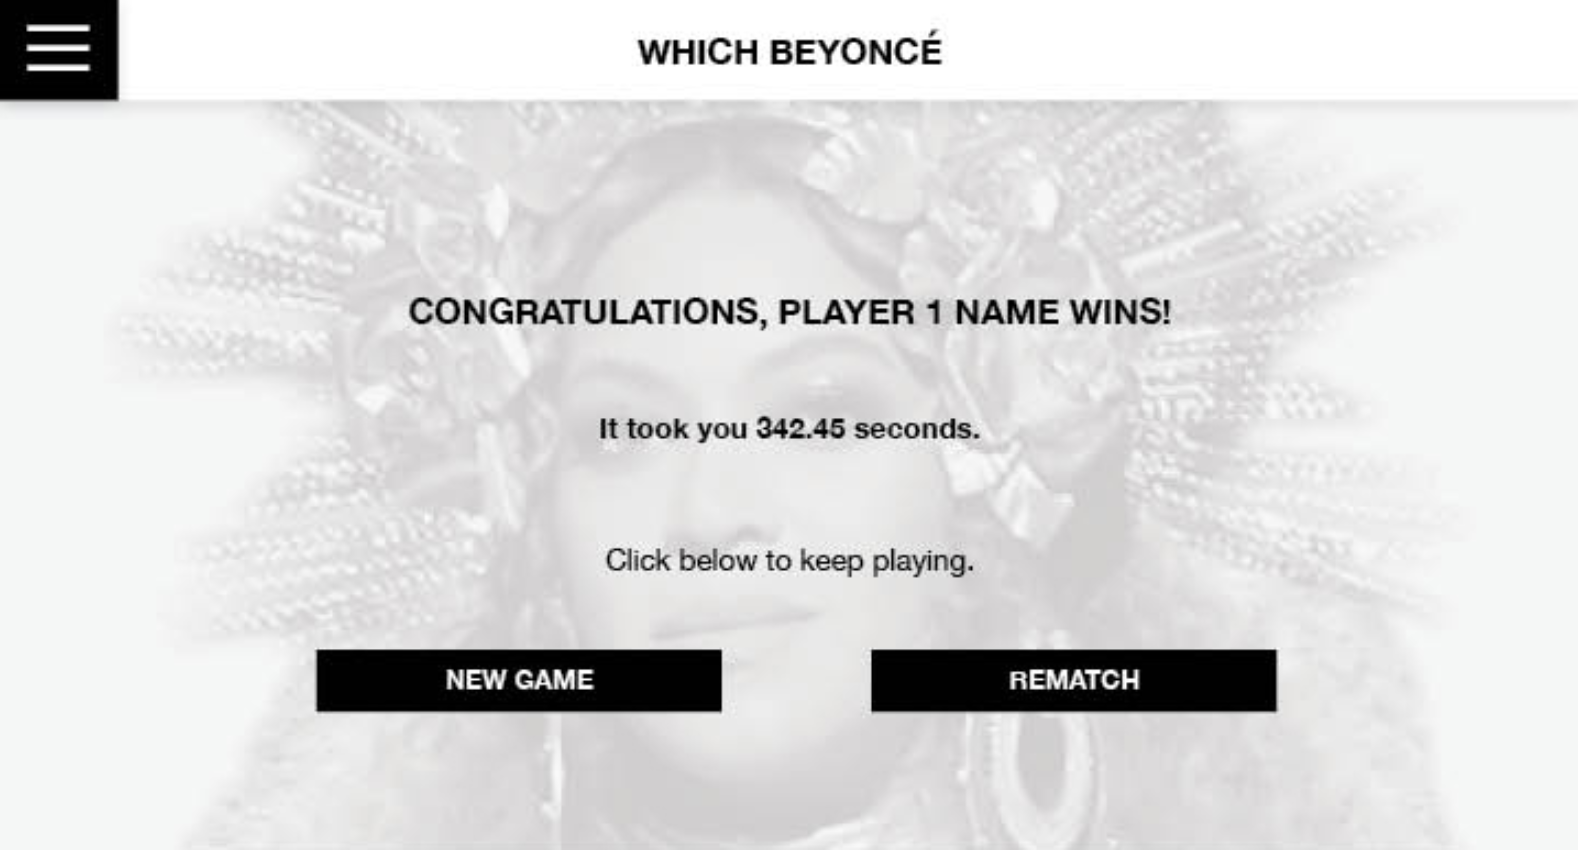 WHICH BEYONCÉ
CONGRATULATIONS, PLAYER 1 NAME WINS!
It took you 342.45 seconds.
Click below to keep playing.
NEW GAME
REMATCH